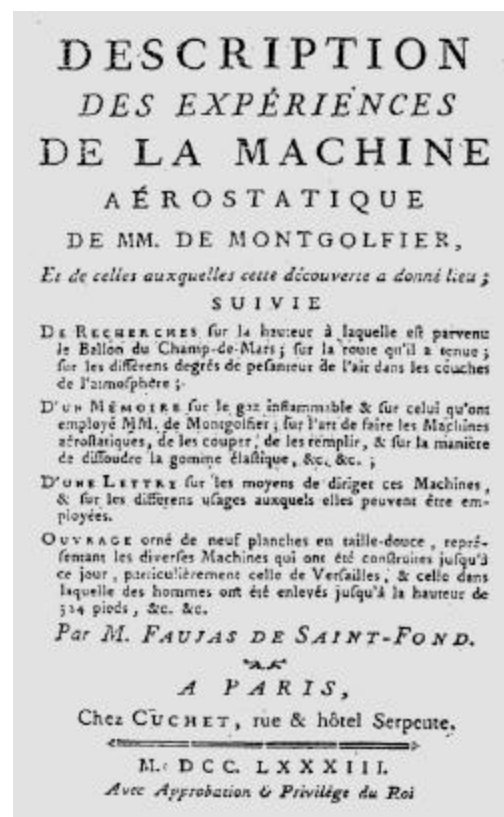 DESCRIPTION
DES EXPÉRIENCES
DE LA MACHINE
AÉROSTATIQUE
DE MM. DE MONTGOLFIER,
Et de celles auxquelles cette découverte a donné lieu ;
SUIVIE
DE RECHERCHES ſur la hauteur à laquelle eſt parvenu
le Ballon du Champ-de-Mars ; ſur la route qu'il a tenue ;
ſur les différens degrés de peſanteur de l'air dans les couches
de l'atmoſphère ;
D'UN MÉMOIRE ſur le gaz inflammable & ſur celui qu'ont
employé MM. de Montgolfier ; ſur l'art de faire les Machines
aéroſtatiques, de les couper, de les remplir, & ſur la manière
de diſſoudre la gomme élaſtique, &c. &c. ;
D'UNE LETTRE ſur les moyens de diriger ces Machines,
& ſur les différens uſages auxquels elles peuvent être em-
ployées.
OUVRAGE orné de neuf planches en taille-douce, repré-
ſentant les diverſes Machines qui ont été conſtruites juſqu'à
ce jour, particulièrement celle de Verſailles, & celle dans
laquelle des hommes ont été enlevés juſqu'à la hauteur de
324 pieds, &c. &c.
Par M. FAUJAS DE SAINT-FOND.
A PARIS,
Chez CUCHET, rue & hôtel Serpente.
M. DCC. LXXXIII.
Avec Approbation & Privilége du Roi